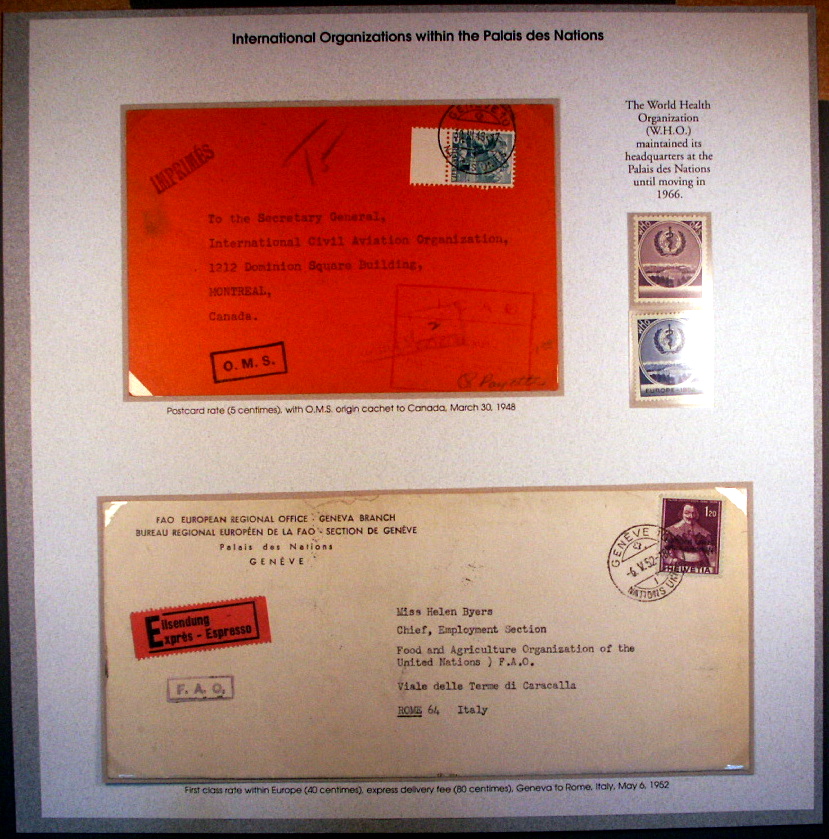 International Organizations within the Palais des Nations
IMPRIMÉS
T5
To the Secretary General,
International Civil Aviation Organization,
1212 Dominion Square Building,
MONTREAL,
Canada.
O. M. S.
Postcard rate (5 centimes), with O.M.S. origin cachet to Canada, March 30, 1948
The World Health
Organization
(W.H.O.)
maintained its
headquarters at the
Palais des Nations
until moving in
1966.
WHO
EUROPE
FAO EUROPEAN REGIONAL OFFICE - GENEVA BRANCH
BUREAU REGIONAL EUROPÉEN DE LA FAO - SECTION DE GENÈVE
Palais des Nations
GENÈVE
120
HELVETIA
GENÈVE
-6.V.52
NATIONS
Eilsendung
Exprès - Espresso
F. A. O.
Miss Helen Byers
Chief, Employment Section
Food and Agriculture Organization of the
United Nations ) F.A.O.
Viale delle Terme di Caracalla
ROME 64 Italy
First class rate within Europe (40 centimes), express delivery fee (80 centimes), Geneva to Rome, Italy, May 6, 1952